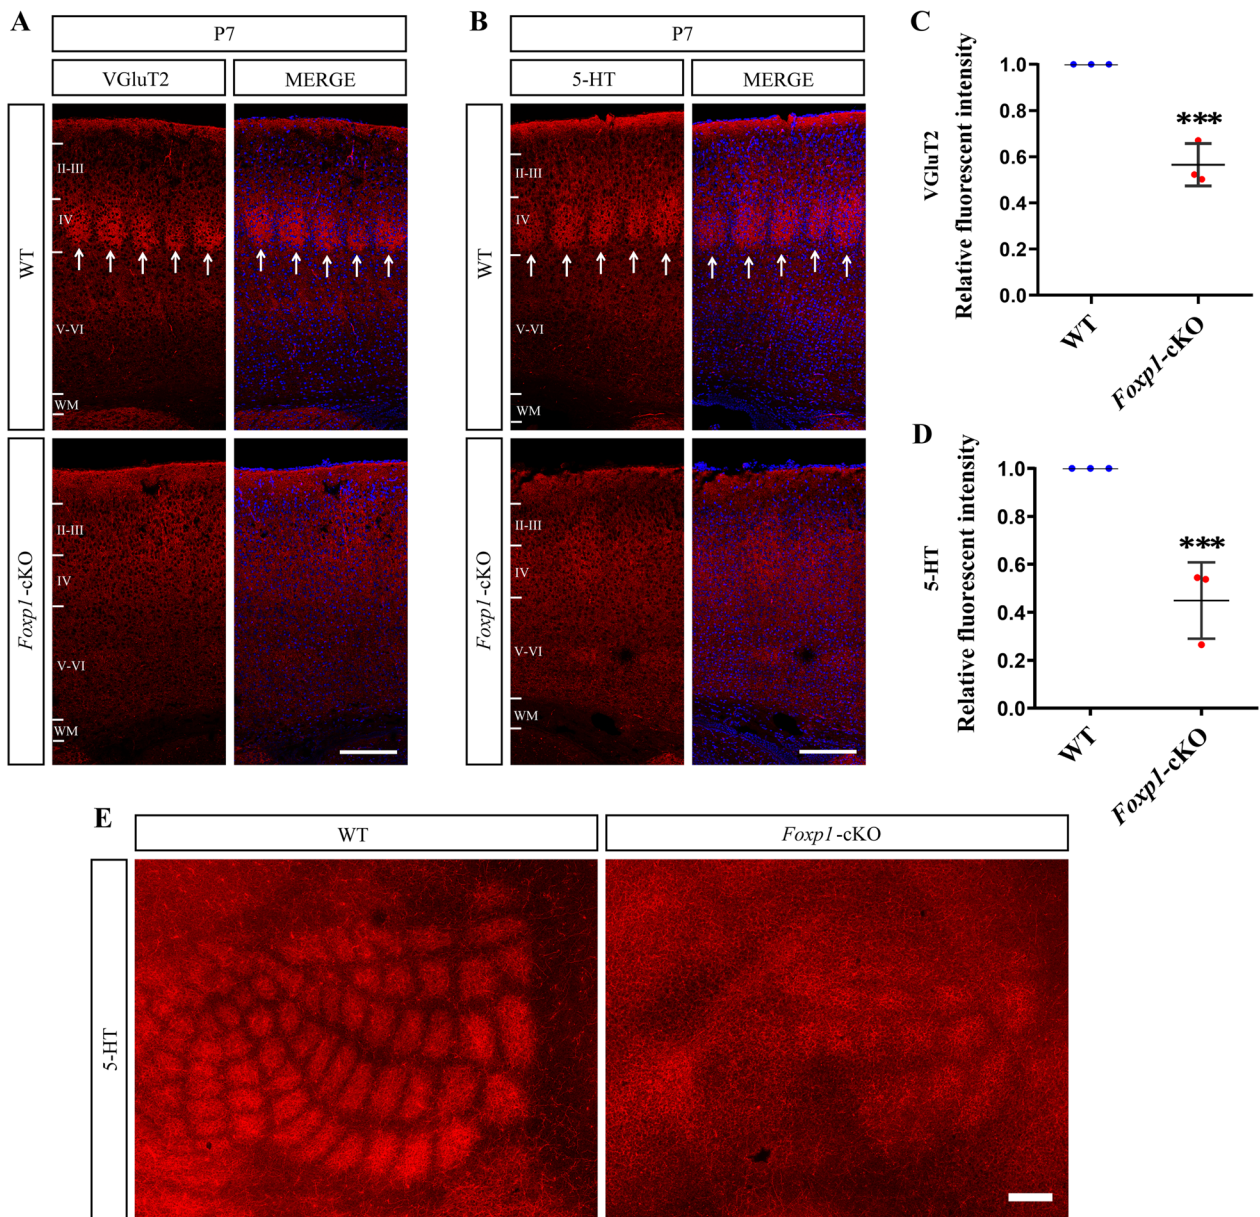 A
P7
VGluT2
MERGE
WT
II-III
IV
V-VI
WM
Foxp1-cKO
II-III
IV
V-VI
WM
B
P7
5-HT
MERGE
WT
II-III
IV
V-VI
WM
Foxp1-cKO
II-III
IV
V-VI
WM
C
VGluT2
Relative fluorescent intensity
1.0
0.8
0.6
0.4
0.2
0.0
***
WT
Foxp1-cKO
D
5-HT
Relative fluorescent intensity
1.0
0.8
0.6
0.4
0.2
0.0
***
WT
Foxp1-cKO
E
WT
Foxp1-cKO
5-HT